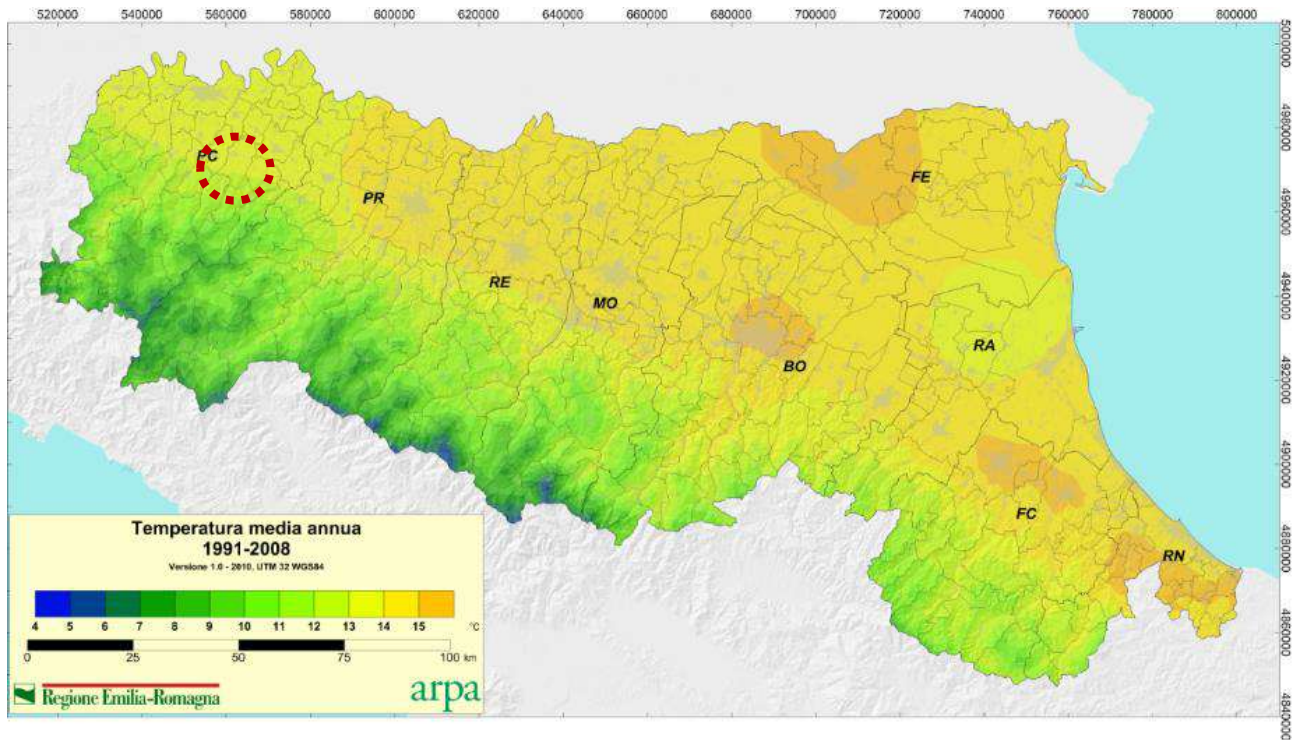 520000 540000 560000 580000 600000 620000 640000 660000 680000 700000 720000 740000 760000 780000 800000
5000000
4980000
4960000
4940000
4920000
4900000
4880000
4860000
4840000
PC
PR
RE
MO
BO
FE
RA
FC
RN
Temperatura media annua
1991-2008
Versione 1.0 - 2010, UTM 32 WGS84
4 5 6 7 8 9 10 11 12 13 14 15 °C
0 25 50 75 100 km
Regione Emilia-Romagna
arpa